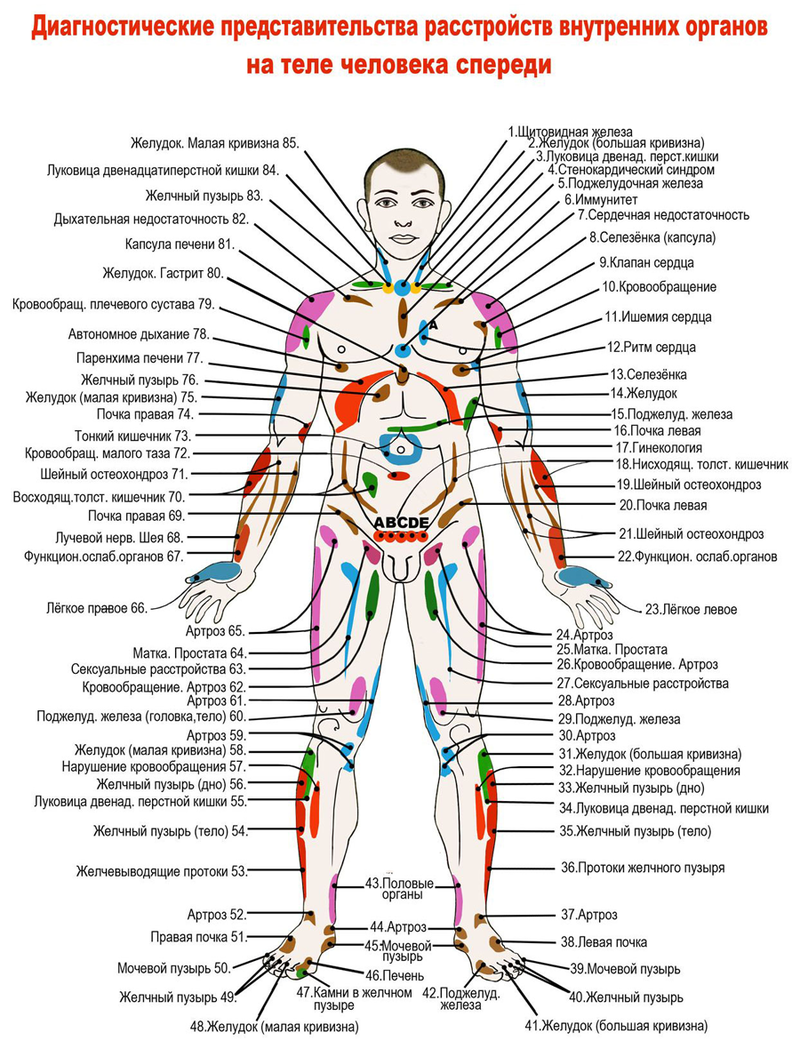 Диагностические представительства расстройств внутренних органов
на теле человека спереди
1.Щитовидная железа
2.Желудок (большая кривизна)
3.Луковица двенад. перст.кишки
4.Стенокардический синдром
5.Поджелудочная железа
6.Иммунитет
7.Сердечная недостаточность
8.Селезёнка (капсула)
9.Клапан сердца
10.Кровообращение
11.Ишемия сердца
12.Ритм сердца
13.Селезёнка
14.Желудок
15.Поджелуд. железа
16.Почка левая
17.Гинекология
18.Нисходящ. толст. кишечник
19.Шейный остеохондроз
20.Почка левая
21.Шейный остеохондроз
22.Функцион. ослаб.органов
23.Лёгкое левое
24.Артроз
25.Матка. Простата
26.Кровообращение. Артроз
27.Сексуальные расстройства
28.Артроз
29.Поджелуд. железа
30.Артроз
31.Желудок (большая кривизна)
32.Нарушение кровообращения
33.Желчный пузырь (дно)
34.Луковица двенад. перстной кишки
35.Желчный пузырь (тело)
36.Протоки желчного пузыря
37.Артроз
38.Левая почка
39.Мочевой пузырь
40.Желчный пузырь
41.Желудок (большая кривизна)
42.Поджелуд.
железа
43.Половые
органы
44.Артроз
45.Мочевой
пузырь
46.Печень
47.Камни в желчном
пузыре
48.Желудок (малая кривизна)
Желчный пузырь 49.
Мочевой пузырь 50.
Правая почка 51.
Артроз 52.
Желчевыводящие протоки 53.
Желчный пузырь (тело) 54.
Луковица двенад. перстной кишки 55.
Желчный пузырь (дно) 56.
Нарушение кровообращения 57.
Желудок (малая кривизна) 58.
Артроз 59.
Поджелуд. железа (головка,тело) 60.
Артроз 61.
Кровообращение. Артроз 62.
Сексуальные расстройства 63.
Матка. Простата 64.
Артроз 65.
Лёгкое правое 66.
Функцион.ослаб.органов 67.
Лучевой нерв. Шея 68.
Почка правая 69.
Восходящ.толст. кишечник 70.
Шейный остеохондроз 71.
Кровообращ. малого таза 72.
Тонкий кишечник 73.
Почка правая 74.
Желудок (малая кривизна) 75.
Желчный пузырь 76.
Паренхима печени 77.
Автономное дыхание 78.
Кровообращ. плечевого сустава 79.
Желудок. Гастрит 80.
Капсула печени 81.
Дыхательная недостаточность 82.
Желчный пузырь 83.
Луковица двенадцатиперстной кишки 84.
Желудок. Малая кривизна 85.
A
ABCDE